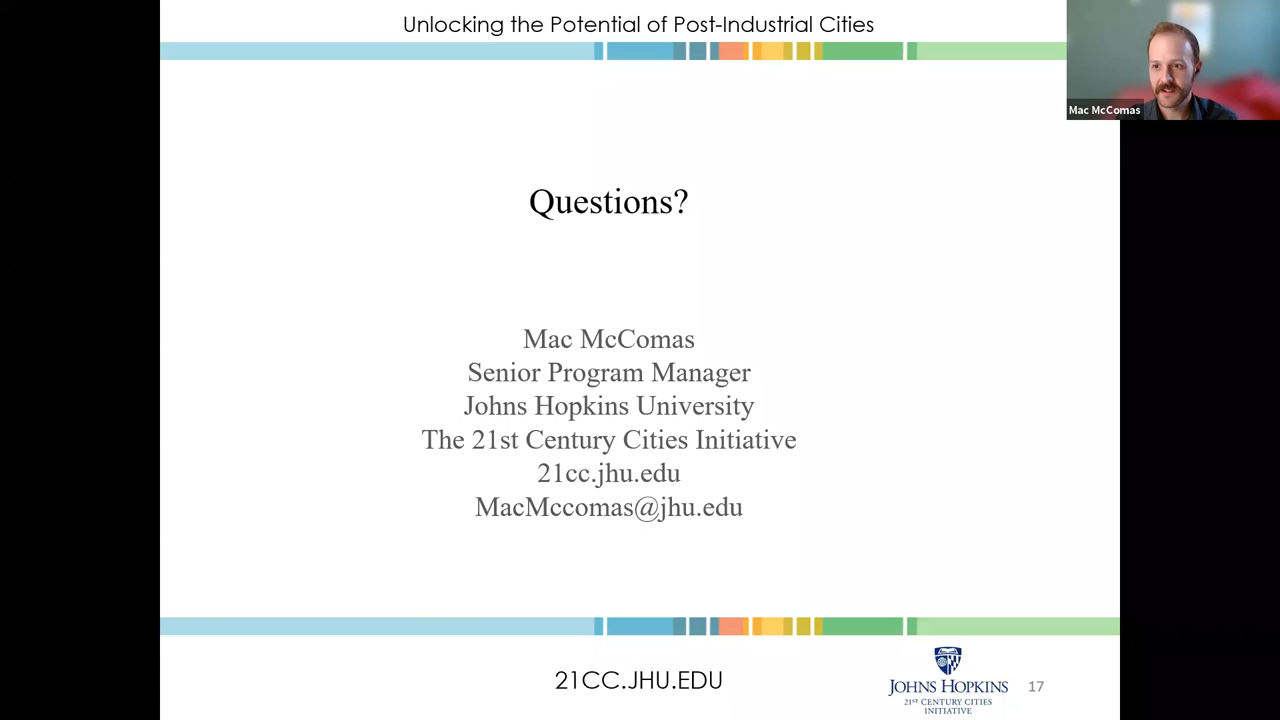 Unlocking the Potential of Post-Industrial Cities
Mac McComas
Questions?
Mac McComas
Senior Program Manager
Johns Hopkins University
The 21st Century Cities Initiative
21cc.jhu.edu
MacMccomas@jhu.edu
21CC.JHU.EDU
JOHNS HOPKINS
21ST CENTURY CITIES
INITIATIVE
17